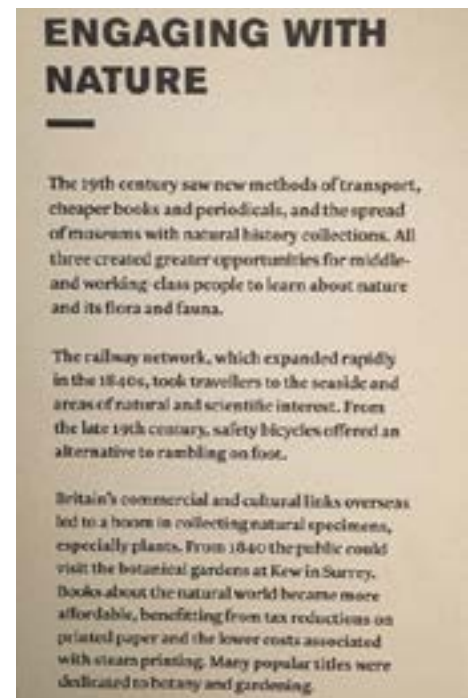 ENGAGING WITH
NATURE
The 19th century saw new methods of transport,
cheaper books and periodicals, and the spread
of museums with natural history collections. All
three created greater opportunities for middle-
and working-class people to learn about nature
and its flora and fauna.
The railway network, which expanded rapidly
in the 1840s, took travellers to the seaside and
areas of natural and scientific interest. From
the late 19th century, safety bicycles offered an
alternative to rambling on foot.
Britain's commercial and cultural links overseas
led to a boom in collecting natural specimens,
especially plants. From 1840 the public could
visit the botanical gardens at Kew in Surrey.
Books about the natural world became more
affordable, benefitting from tax reductions on
printed paper and the lower costs associated
with steam printing. Many popular titles were
dedicated to botany and gardening.